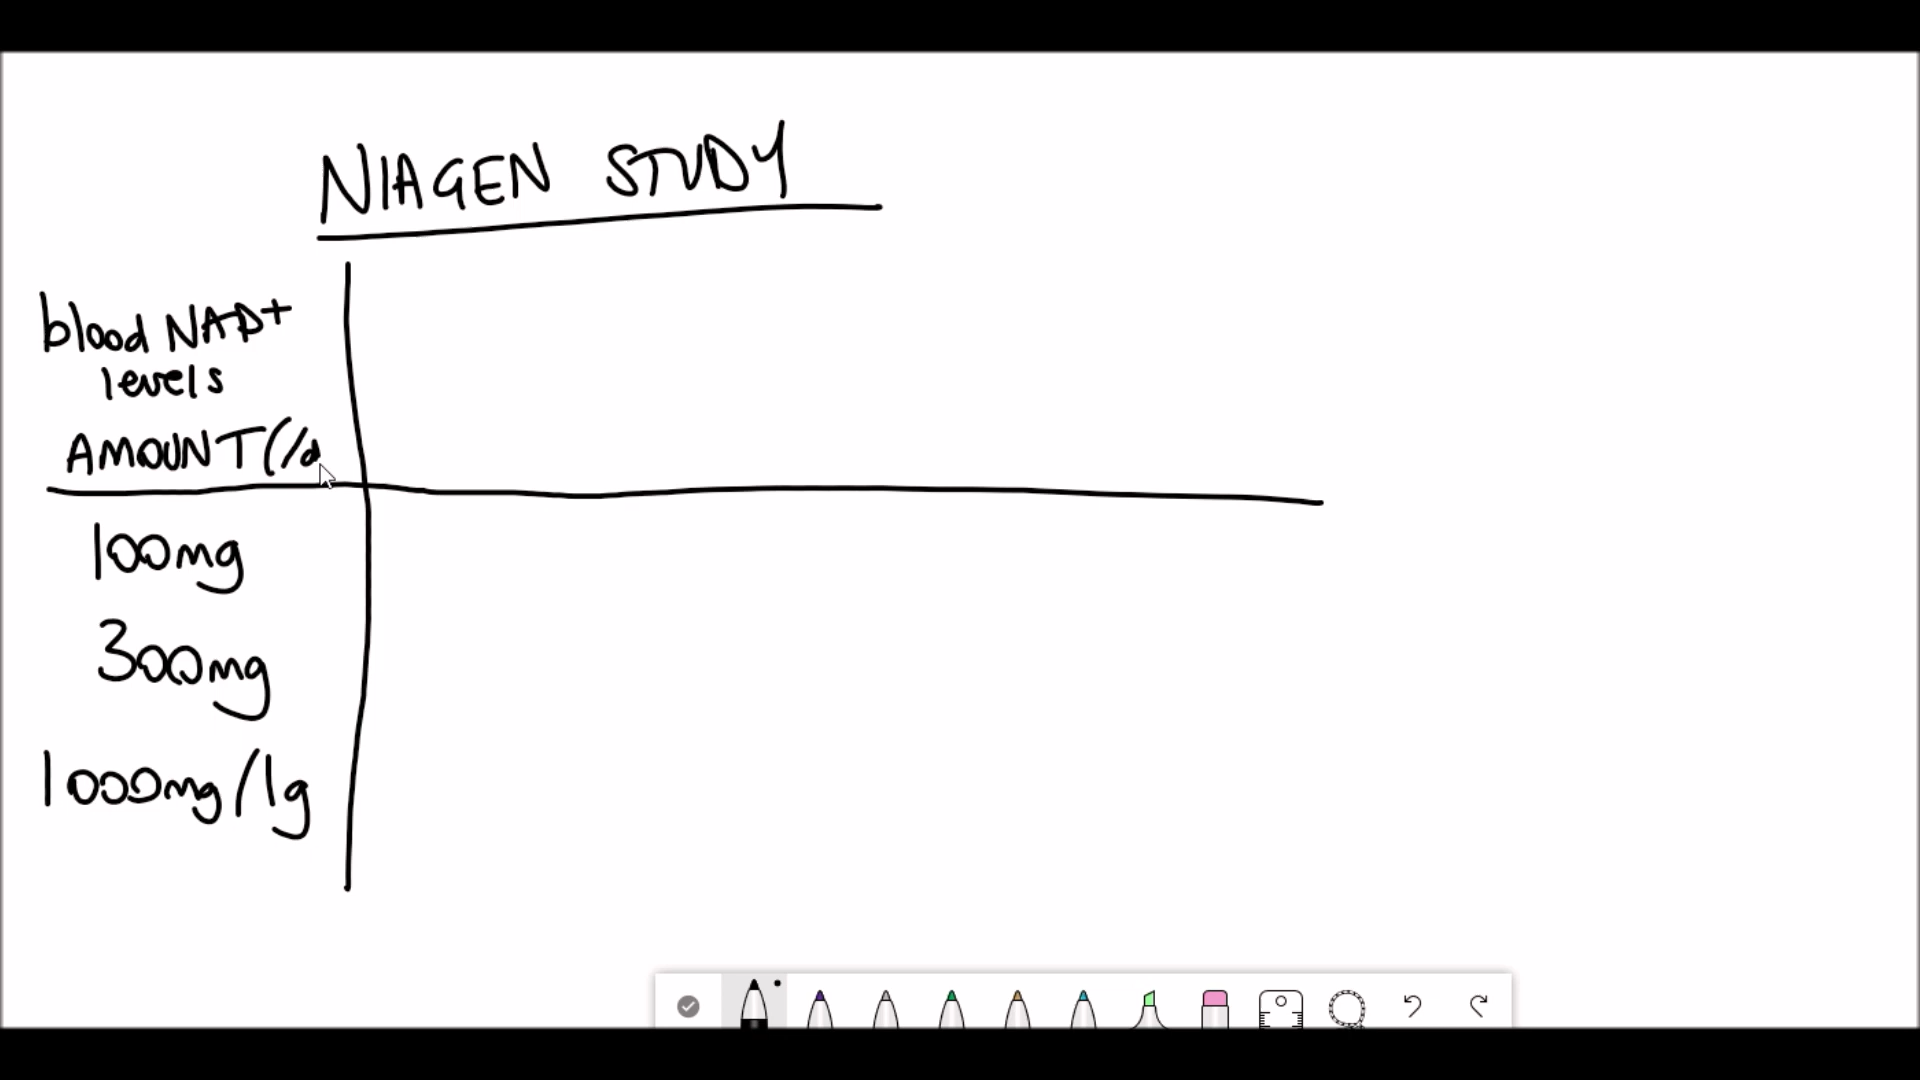 NIAGEN STUDY
blood NAD+
levels
AMOUNT(/d
100mg
300mg
1000mg/1g